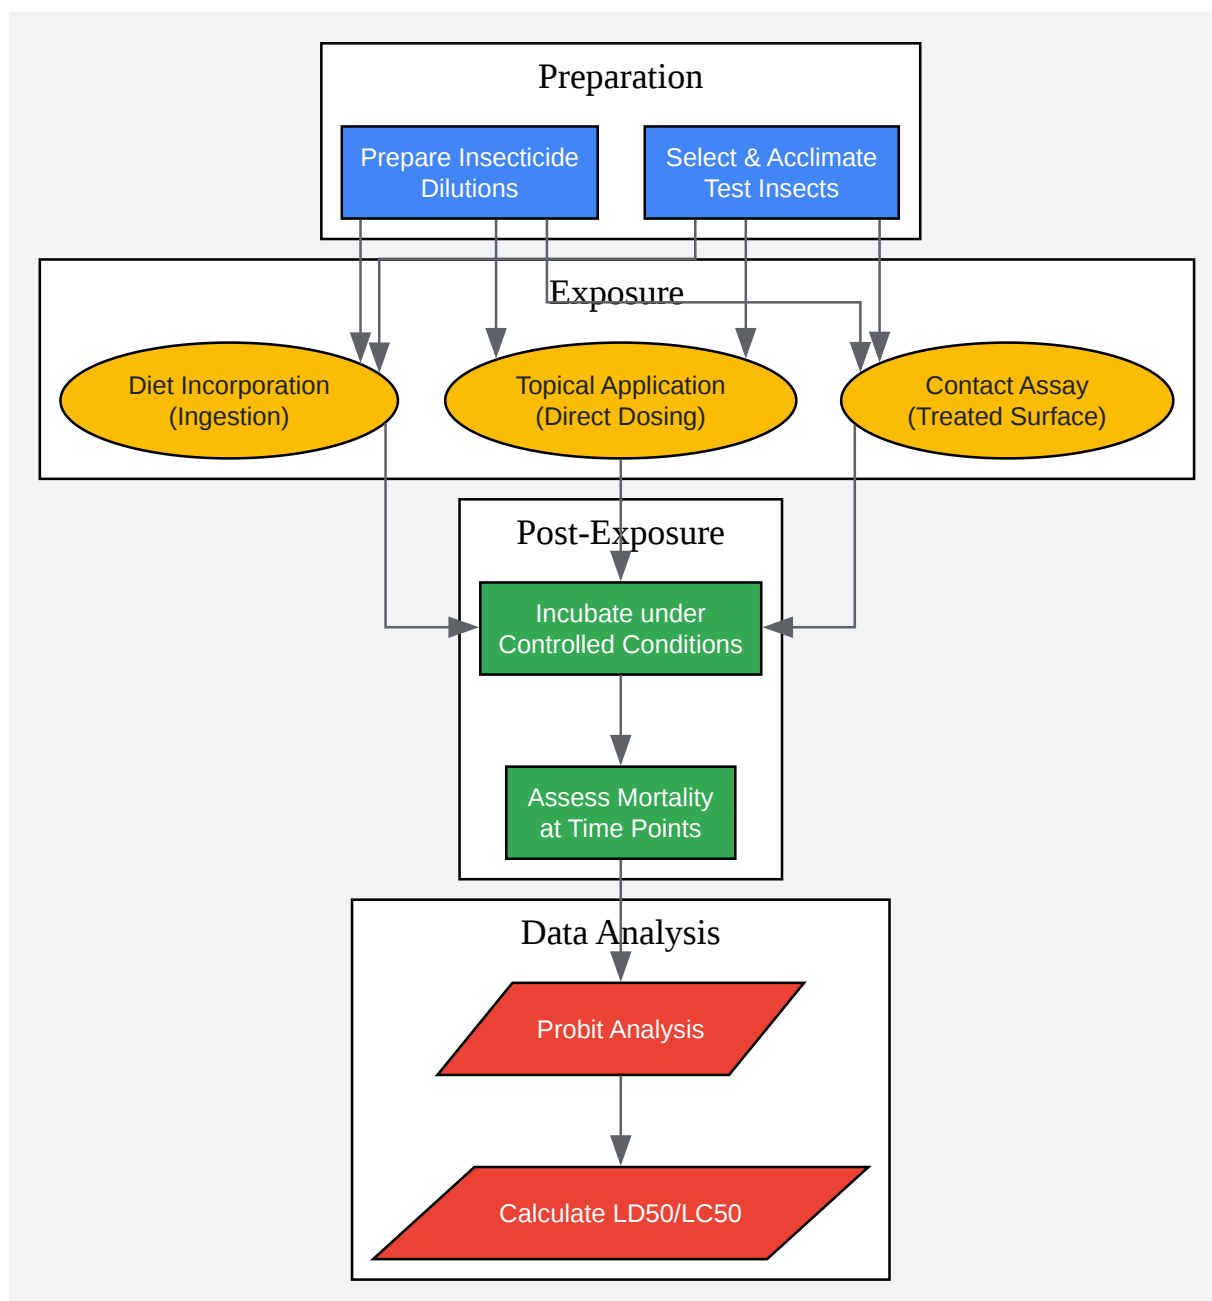 Preparation
Prepare Insecticide
Dilutions
Select & Acclimate
Test Insects
Exposure
Diet Incorporation
(Ingestion)
Topical Application
(Direct Dosing)
Contact Assay
(Treated Surface)
Post-Exposure
Incubate under
Controlled Conditions
Assess Mortality
at Time Points
Data Analysis
Probit Analysis
Calculate LD50/LC50